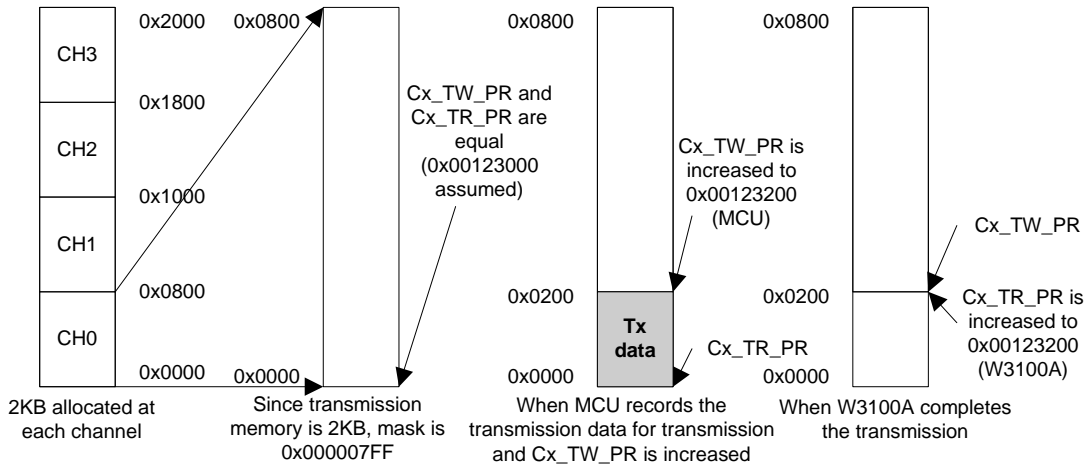 0x2000
CH3
0x1800
CH2
0x1000
CH1
0x0800
CH0
0x0000
2KB allocated at
each channel
0x0800
0x0000
Cx_TW_PR and
Cx_TR_PR are
equal
(0x00123000
assumed)
Since transmission
memory is 2KB, mask is
0x000007FF
0x0800
Cx_TW_PR is
increased to
0x00123200
(MCU)
0x0200
Tx
data
Cx_TR_PR
0x0000
When MCU records the
transmission data for transmission
and Cx_TW_PR is increased
0x0800
Cx_TW_PR
0x0200
Cx_TR_PR is
increased to
0x00123200
(W3100A)
0x0000
When W3100A completes
the transmission